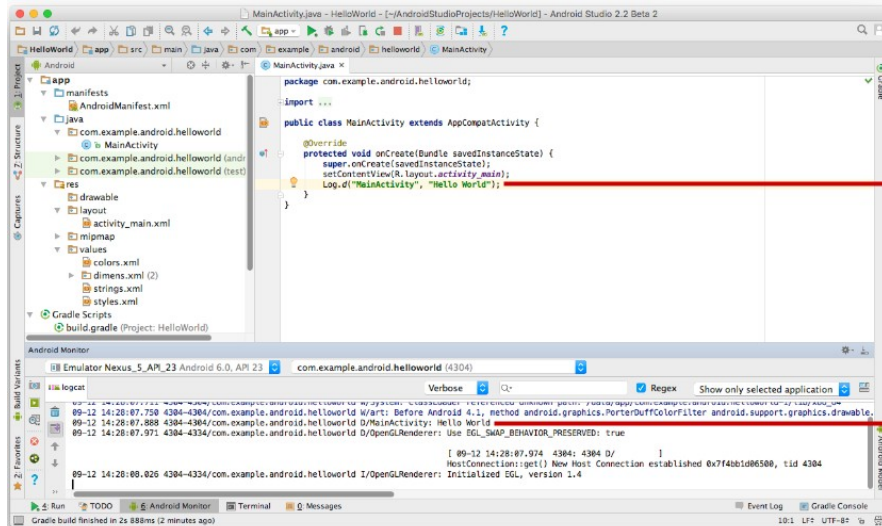 MainActivity.java - HelloWorld - [~/AndroidStudioProjects/HelloWorld] - Android Studio 2.2 Beta 2
app
HelloWorld app src main java com example android helloworld MainActivity
Android
MainActivity.java
1: Project
Z: Structure
Captures
Build Variants
2: Favorites
app
manifests
AndroidManifest.xml
java
com.example.android.helloworld
MainActivity
com.example.android.helloworld (andr
com.example.android.helloworld (test)
res
drawable
layout
activity_main.xml
mipmap
values
colors.xml
dimens.xml (2)
strings.xml
styles.xml
Gradle Scripts
build.gradle (Project: HelloWorld)
package com.example.android.helloworld;
import ...
public class MainActivity extends AppCompatActivity {
@Override
protected void onCreate(Bundle savedInstanceState) {
super.onCreate(savedInstanceState);
setContentView(R.layout.activity_main);
Log.d("MainActivity", "Hello World");
}
}
Gradle
Android Monitor
Emulator Nexus_5_API_23 Android 6.0, API 23 com.example.android.helloworld (4304)
logcat Verbose Regex Show only selected application
09-12 14:28:07.750 4304-4304/com.example.android.helloworld W/art: Before Android 4.1, method android.graphics.PorterDuffColorFilter android.support.graphics.drawable.
09-12 14:28:07.888 4304-4304/com.example.android.helloworld D/MainActivity: Hello World
09-12 14:28:07.971 4304-4334/com.example.android.helloworld D/OpenGLRenderer: Use EGL_SWAP_BEHAVIOR_PRESERVED: true
[ 09-12 14:28:07.974 4304: 4304 D/ ]
HostConnection::get() New Host Connection established 0x7f4bb1d06500, tid 4304
09-12 14:28:08.026 4304-4334/com.example.android.helloworld I/OpenGLRenderer: Initialized EGL, version 1.4
Android Model
4: Run TODO 6: Android Monitor Terminal 0: Messages Event Log Gradle Console
Gradle build finished in 2s 888ms (2 minutes ago) 10:1 LF÷ UTF-8÷